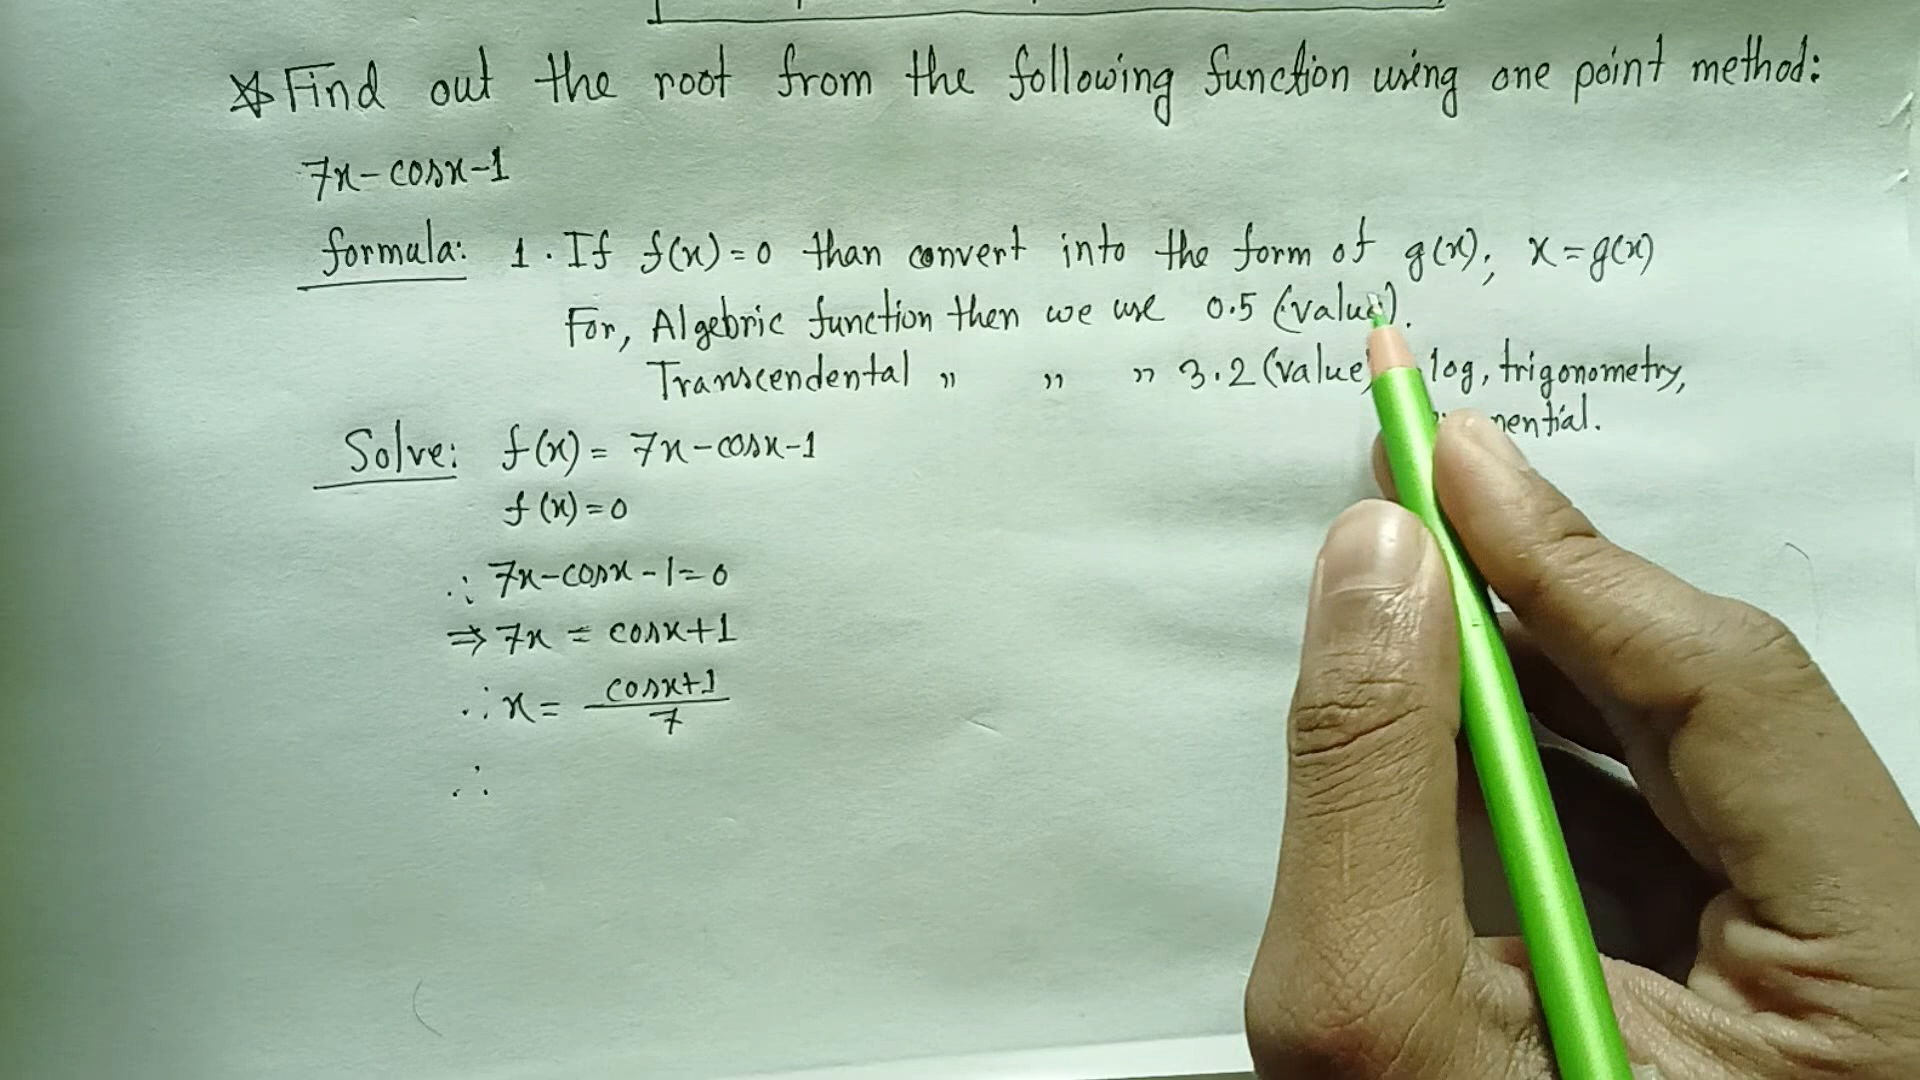 * Find out the root from the following function using one point method:
7x-cosx-1
formula: 1. If f(x)=0 than convert into the form of g(x); x=g(x)
For, Algebric function then we use 0.5 (value).
Transcendental " " " 3.2 (value) log, trigonometry,
nential.
Solve: f(x) = 7x-cosx-1
f(x)=0
∴ 7x-cosx-1=0
⇒ 7x = cosx+1
∴ x = cosx+1
7
∴